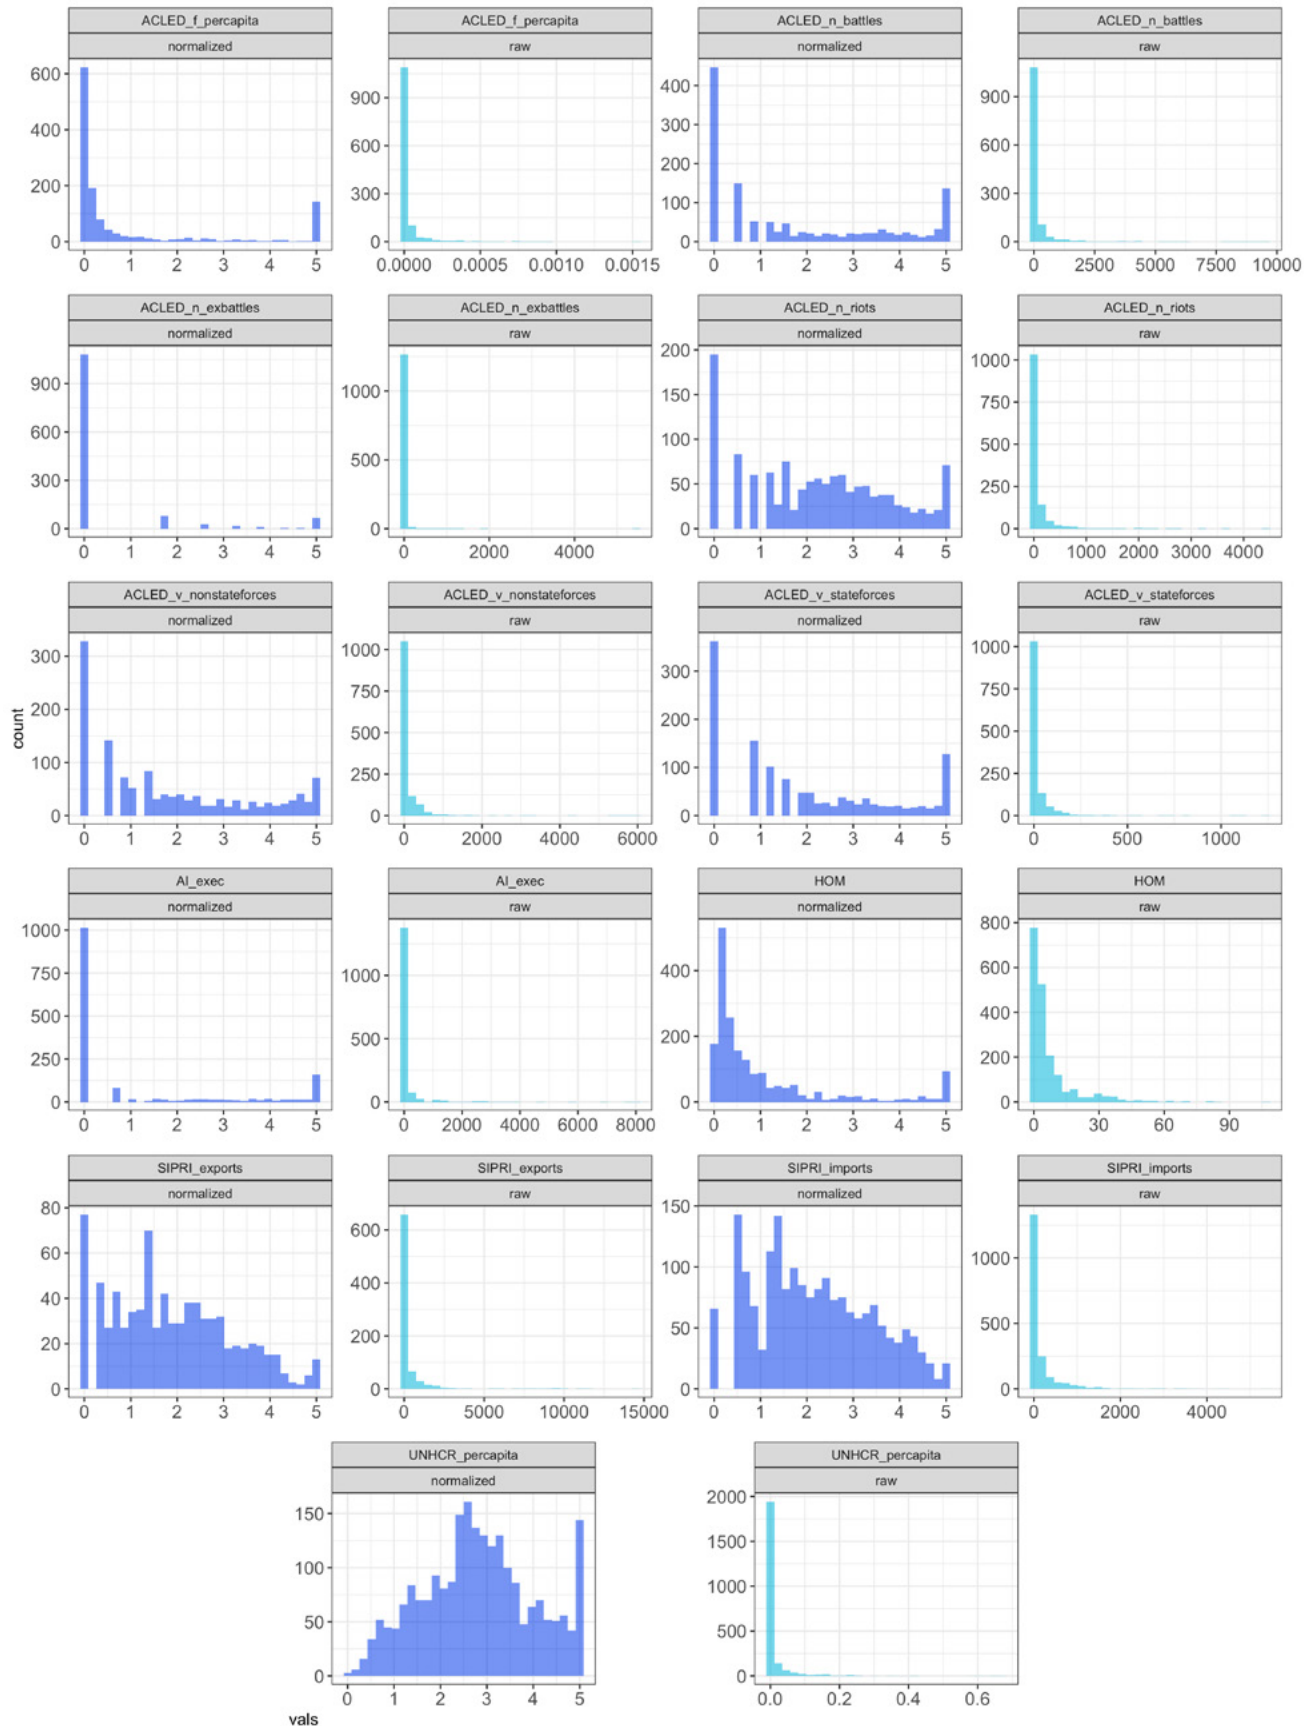 ACLED_f_percapita ACLED_f_percapita ACLED_n_battles ACLED_n_battles
normalized raw normalized raw
600 900 400 900
400 600 300 600
200 300 200 300
0 0 100 0
0
0 1 2 3 4 5 0.0000 0.0005 0.0010 0.0015 0 1 2 3 4 5 0 2500 5000 7500 10000
ACLED_n_exbattles ACLED_n_exbattles ACLED_n_riots ACLED_n_riots
normalized raw normalized raw
900 1000 200 1000
600 500 150 750
300 0 100 500
0 50 250
0 0
0 1 2 3 4 5 0 2000 4000 0 1 2 3 4 5 0 1000 2000 3000 4000
ACLED_v_nonstateforces ACLED_v_nonstateforces ACLED_v_stateforces ACLED_v_stateforces
normalized raw normalized raw
300 1000 300 1000
200 750 200 750
100 500 100 500
0 250 0 250
0 0
0 1 2 3 4 5 0 2000 4000 6000 0 1 2 3 4 5 0 500 1000
count
AI_exec AI_exec HOM HOM
normalized raw normalized raw
1000 1000 400 800
750 500 200 600
500 0 0 400
250 200
0 0
0 1 2 3 4 5 0 2000 4000 6000 8000 0 1 2 3 4 5 0 30 60 90
SIPRI_exports SIPRI_exports SIPRI_imports SIPRI_imports
normalized raw normalized raw
80 600 150 1000
60 400 100 500
40 200 50 0
20 0 0
0
0 1 2 3 4 5 0 5000 10000 15000 0 1 2 3 4 5 0 2000 4000
UNHCR_percapita UNHCR_percapita
normalized raw
150 2000
100 1500
50 1000
0 500
0
0 1 2 3 4 5 0.0 0.2 0.4 0.6
vals